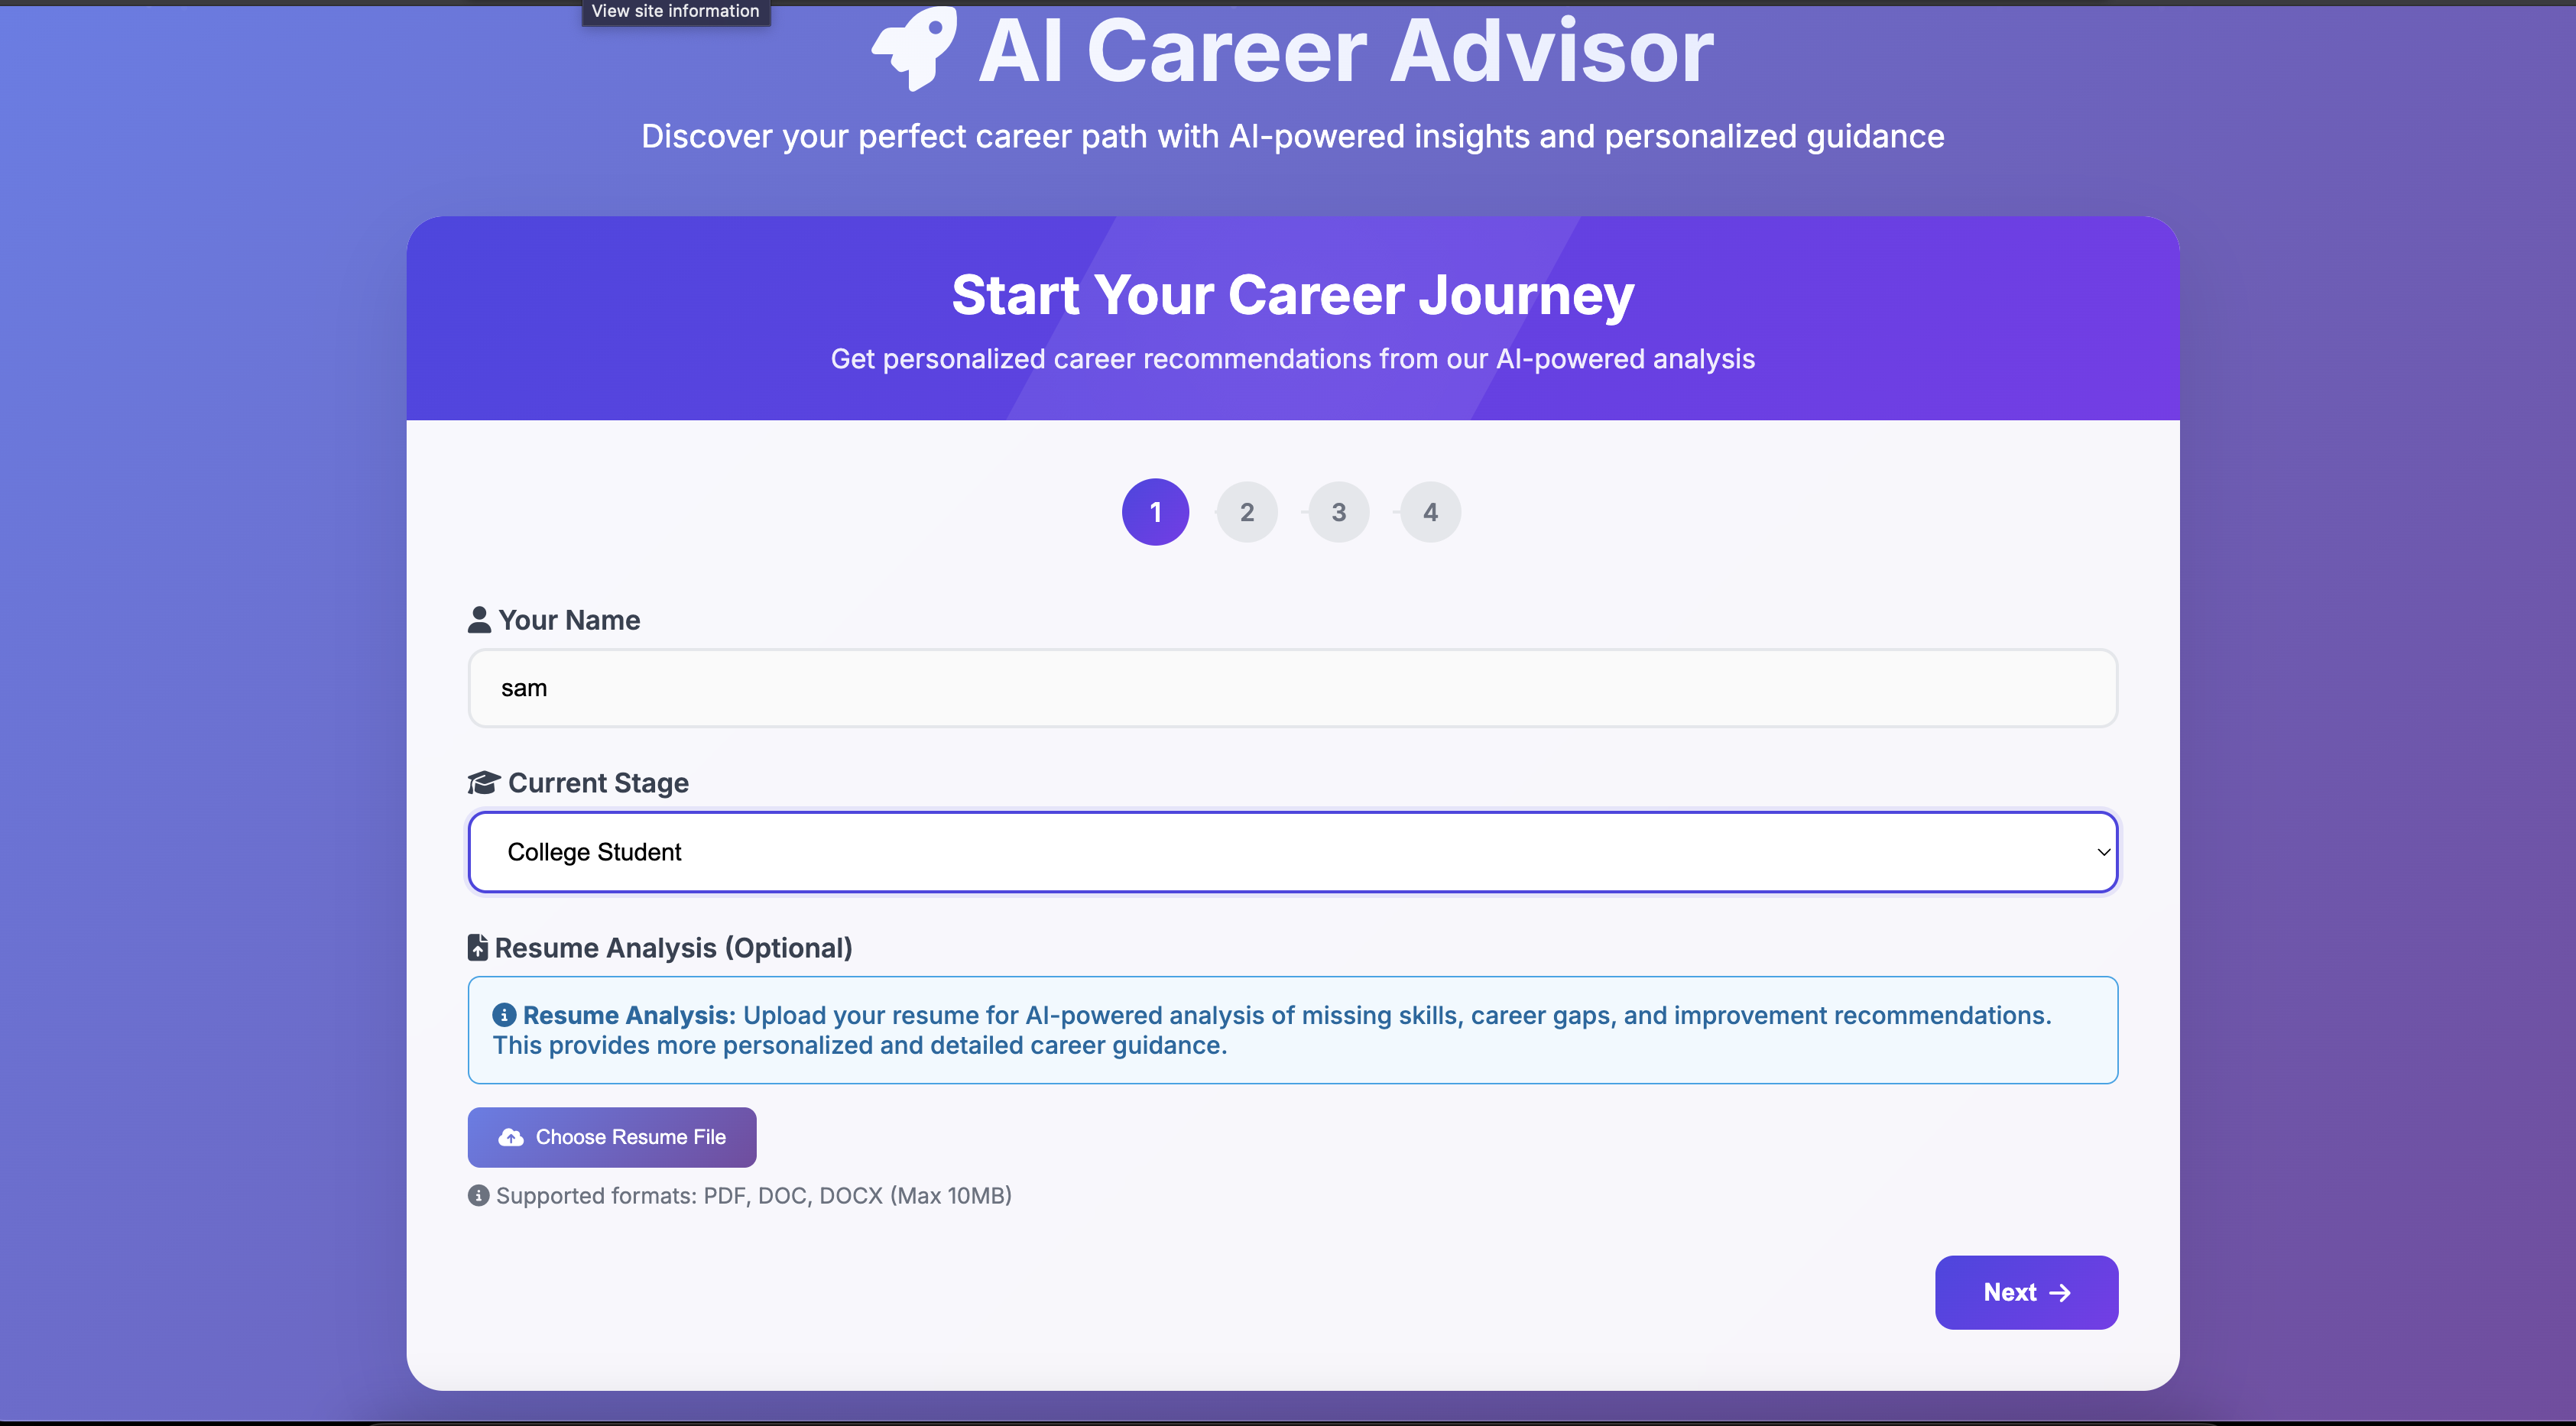 View site information
AI Career Advisor
Discover your perfect career path with AI-powered insights and personalized guidance
Start Your Career Journey
Get personalized career recommendations from our AI-powered analysis
1 2 3 4
Your Name
sam
Current Stage
College Student
Resume Analysis (Optional)
Resume Analysis: Upload your resume for AI-powered analysis of missing skills, career gaps, and improvement recommendations.
This provides more personalized and detailed career guidance.
Choose Resume File
Supported formats: PDF, DOC, DOCX (Max 10MB)
Next